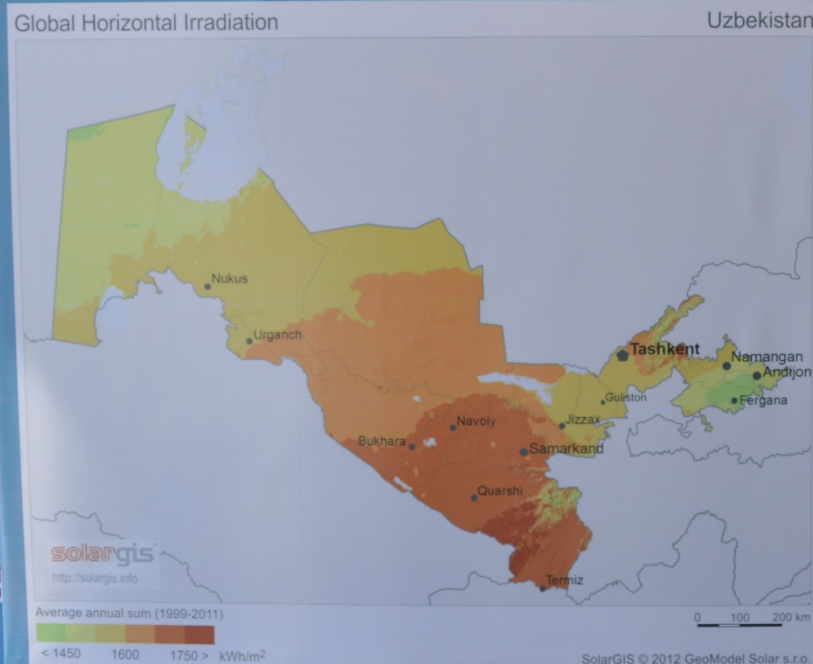 Global Horizontal Irradiation
Uzbekistan
Nukus
Urganch
Tashkent
Namangan
Andijon
Guliston
Fergana
Navoiy
Jizzax
Bukhara
Samarkand
Quarshi
Termiz
solargis
http://solargis.info
Average annual sum (1999-2011)
< 1450 1600 1750 > kWh/m²
0 100 200 km
SolarGIS © 2012 GeoModel Solar s.r.o.